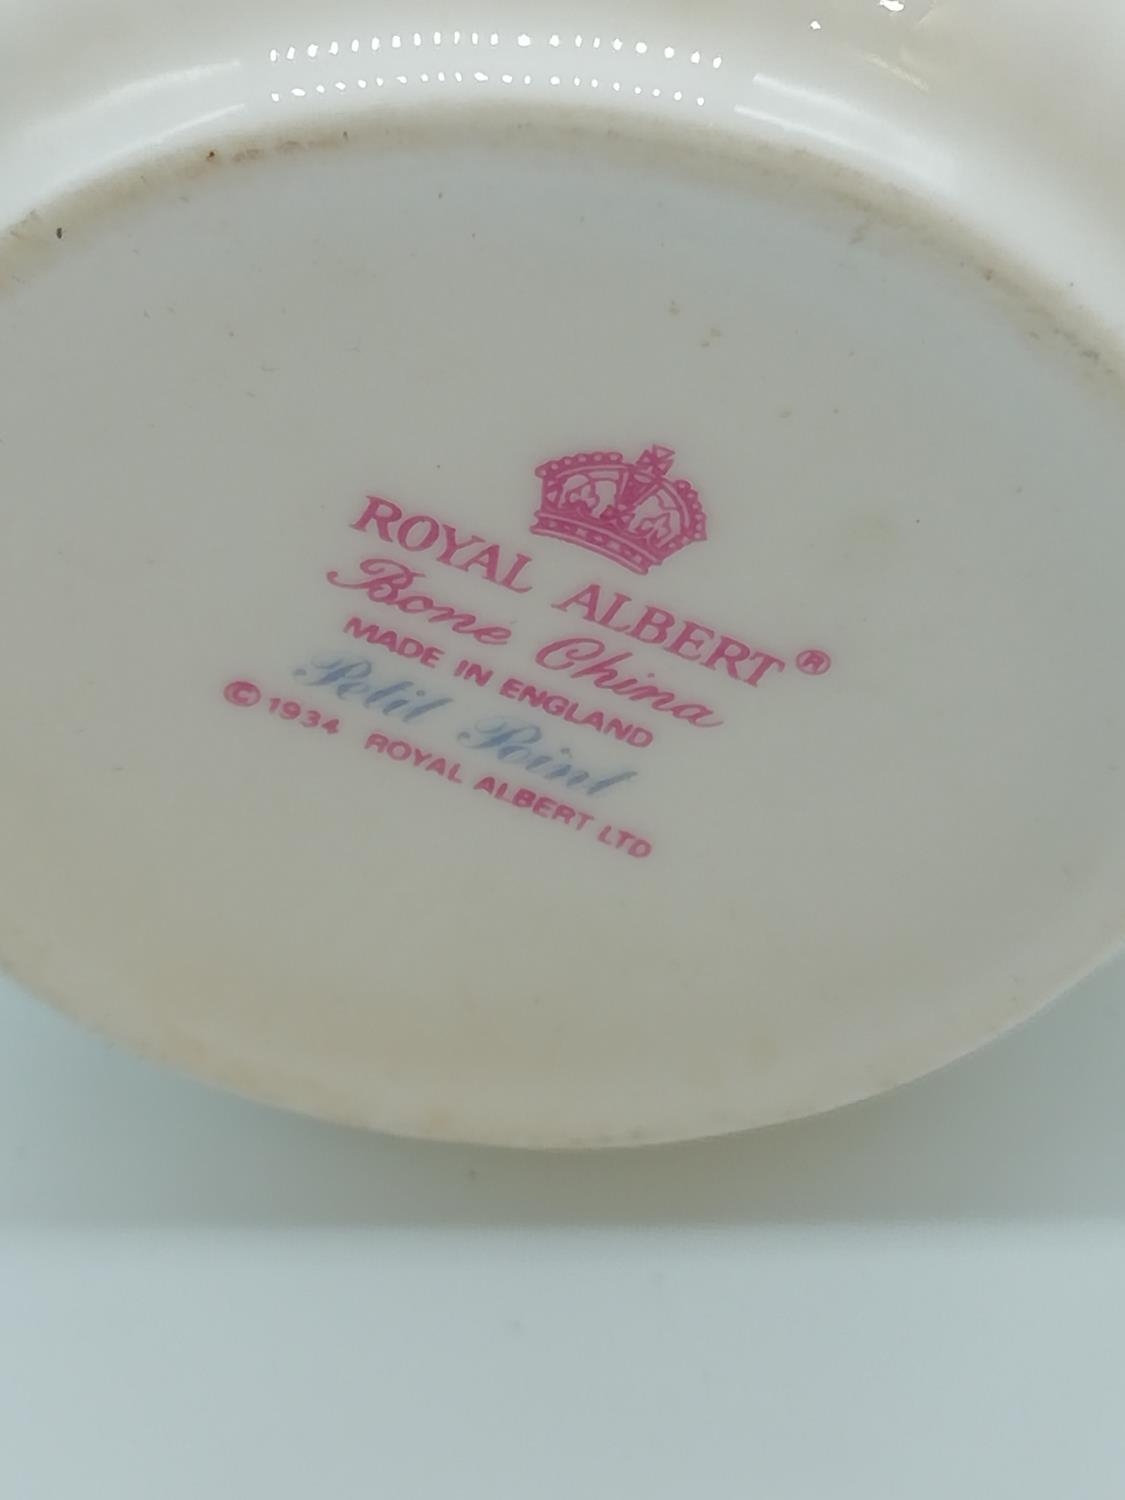 ROYAL ALBERT®
Bone China
MADE IN ENGLAND
Petit Point
© 1934 ROYAL ALBERT LTD